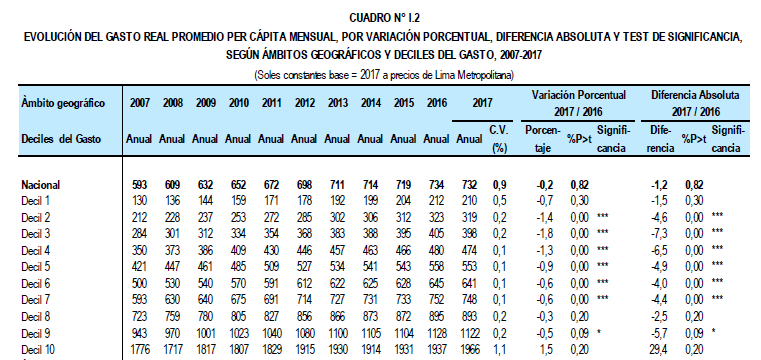 CUADRO N° I.2
EVOLUCIÓN DEL GASTO REAL PROMEDIO PER CÁPITA MENSUAL, POR VARIACIÓN PORCENTUAL, DIFERENCIA ABSOLUTA Y TEST DE SIGNIFICANCIA,
SEGÚN ÁMBITOS GEOGRÁFICOS Y DECILES DEL GASTO, 2007-2017
(Soles constantes base = 2017 a precios de Lima Metropolitana)
Ámbito geográfico 2007 2008 2009 2010 2011 2012 2013 2014 2015 2016 2017 Variación Porcentual Diferencia Absoluta
2017 / 2016 2017 / 2016
Deciles del Gasto Anual Anual Anual Anual Anual Anual Anual Anual Anual Anual Anual C.V. Porcen- %P>t Signifi- Dife- %P>t Signifi-
(%) taje cancia rencia cancia
Nacional 593 609 632 652 672 698 711 714 719 734 732 0,9 -0,2 0,82 -1,2 0,82
Decil 1 130 136 144 159 171 178 192 199 204 212 210 0,5 -0,7 0,30 -1,5 0,30
Decil 2 212 228 237 253 272 285 302 306 312 323 319 0,2 -1,4 0,00 *** -4,6 0,00 ***
Decil 3 284 301 312 334 354 368 383 388 395 405 398 0,2 -1,8 0,00 *** -7,3 0,00 ***
Decil 4 350 373 386 409 430 446 457 463 466 480 474 0,1 -1,3 0,00 *** -6,5 0,00 ***
Decil 5 421 447 461 485 509 527 534 541 543 558 553 0,1 -0,9 0,00 *** -4,9 0,00 ***
Decil 6 500 530 540 570 591 612 622 625 628 645 641 0,1 -0,6 0,00 *** -4,0 0,00 ***
Decil 7 593 630 640 675 691 714 727 731 733 752 748 0,1 -0,6 0,00 *** -4,4 0,00 ***
Decil 8 723 759 780 805 827 856 866 873 872 895 893 0,2 -0,3 0,20 -2,5 0,20
Decil 9 943 970 1001 1023 1040 1080 1100 1105 1104 1128 1122 0,2 -0,5 0,09 * -5,7 0,09 *
Decil 10 1776 1717 1817 1807 1829 1915 1930 1914 1931 1937 1966 1,1 1,5 0,20 29,4 0,20